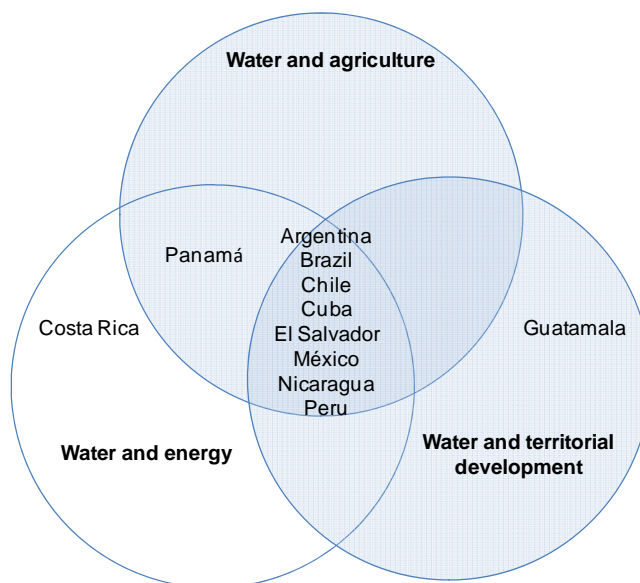 Water and agriculture
Argentina
Panamá
Brazil
Chile
Cuba
Costa Rica
Guatamala
El Salvador
México
Nicaragua
Peru
Water and energy
Water and territorial
development